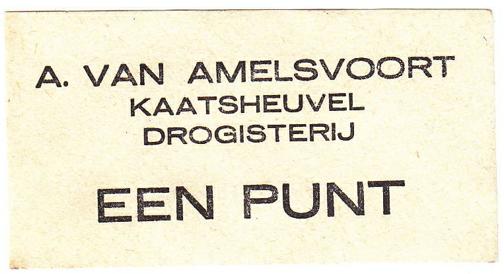 A. VAN AMELSVOORT
KAATSHEUVEL
DROGISTERIJ
EEN PUNT